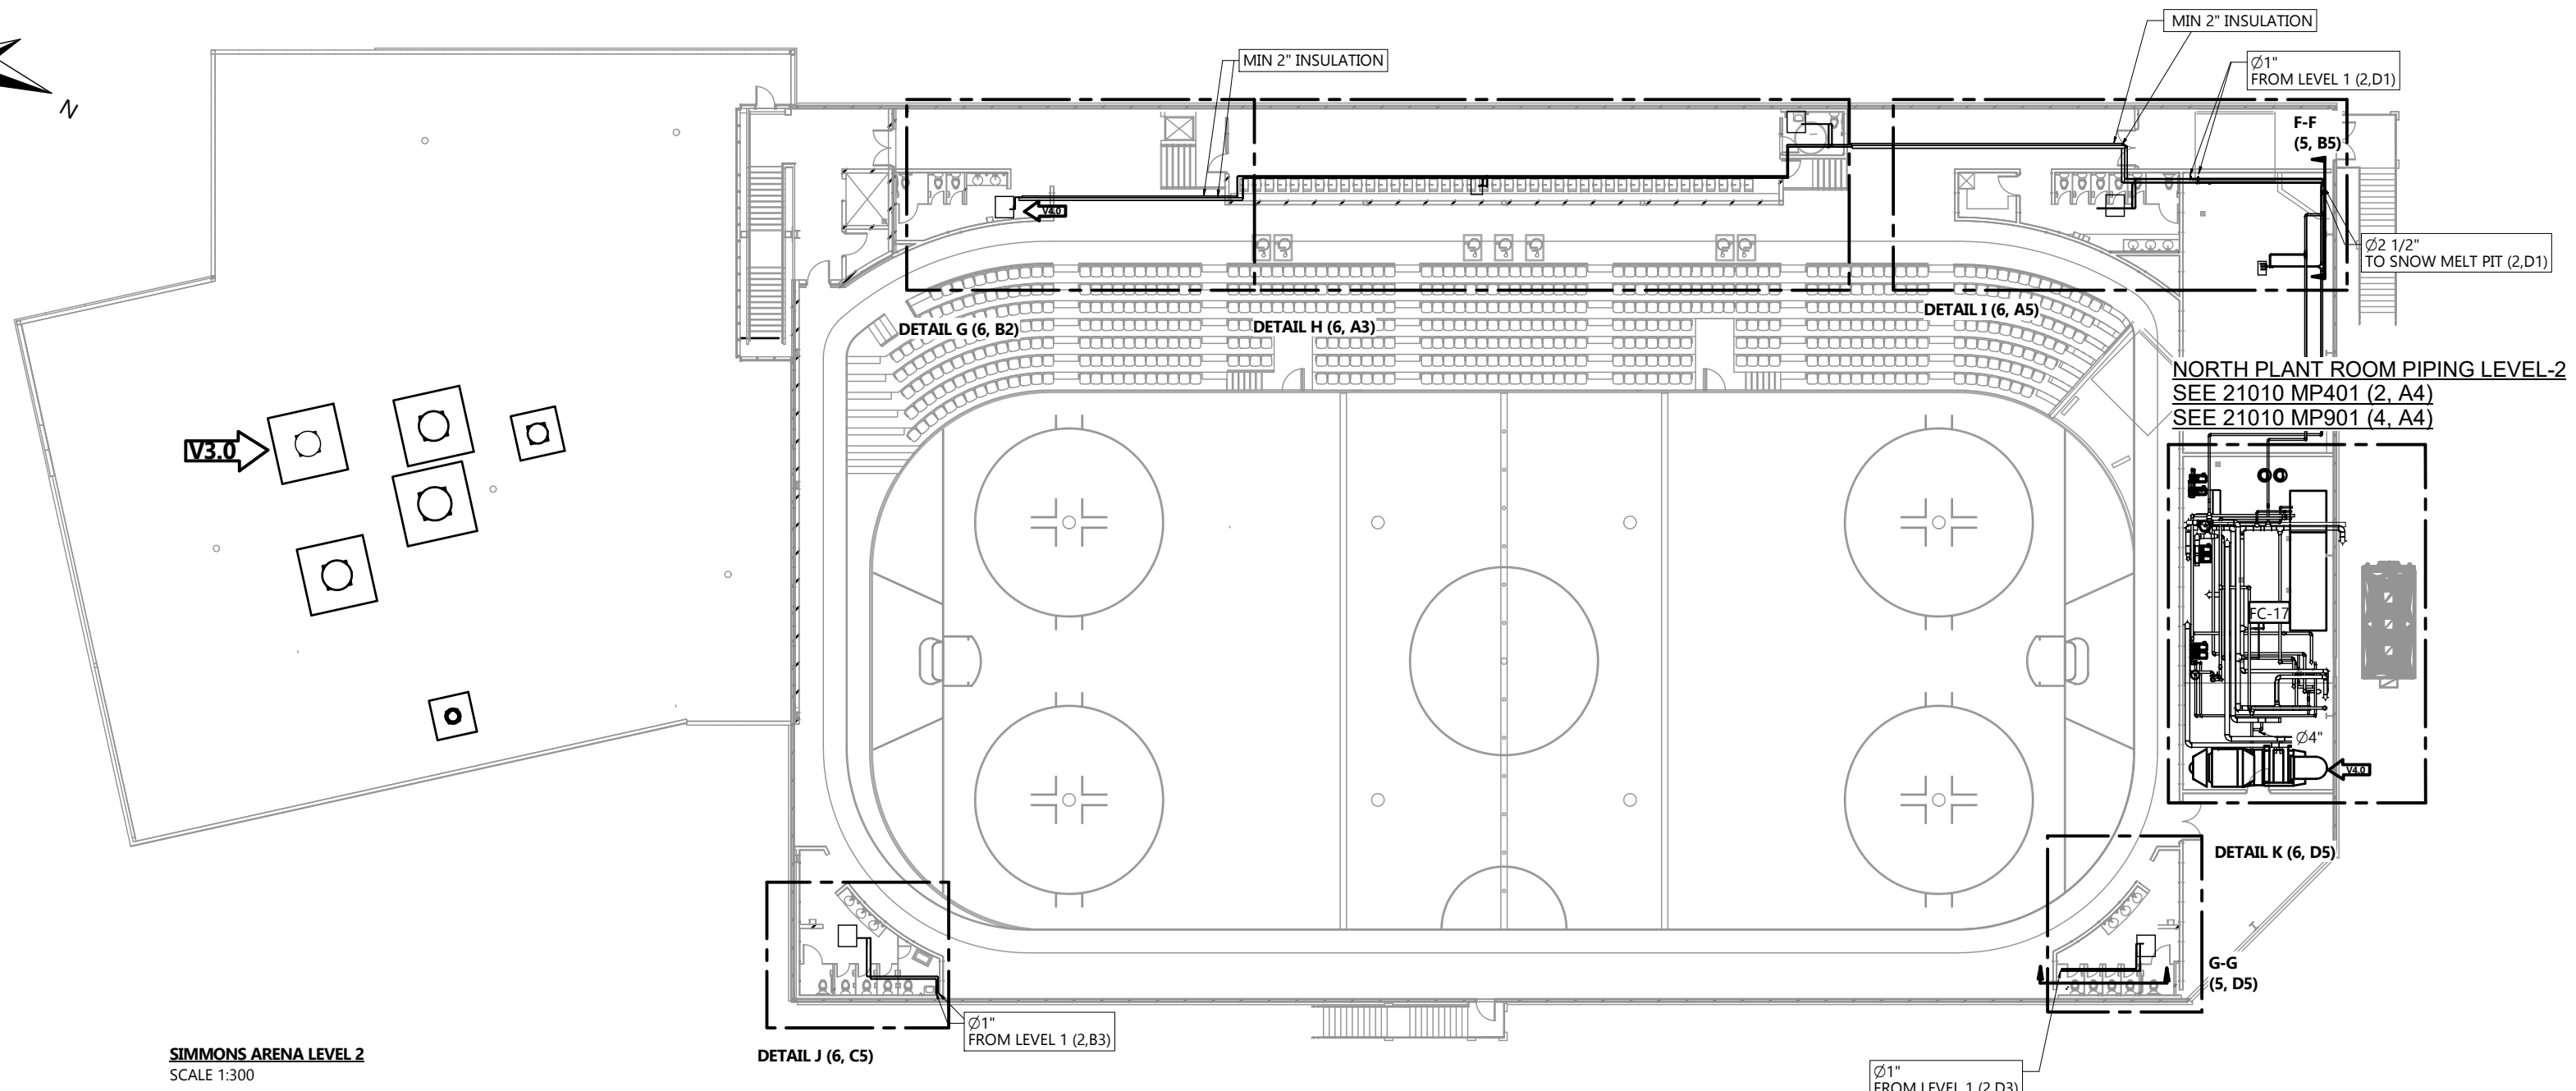 MIN 2" INSULATION
MIN 2" INSULATION
Ø1"
FROM LEVEL 1 (2,D1)
N
F-F
(5, B5)
V4.0
Ø2 1/2"
TO SNOW MELT PIT (2,D1)
DETAIL G (6, B2)
DETAIL H (6, A3)
DETAIL I (6, A5)
NORTH PLANT ROOM PIPING LEVEL-2
SEE 21010 MP401 (2, A4)
SEE 21010 MP901 (4, A4)
V3.0
FC-17
Ø4"
V4.0
DETAIL K (6, D5)
G-G
(5, D5)
Ø1"
FROM LEVEL 1 (2,B3)
DETAIL J (6, C5)
SIMMONS ARENA LEVEL 2
SCALE 1:300
Ø1"
FROM LEVEL 1 (2,D3)